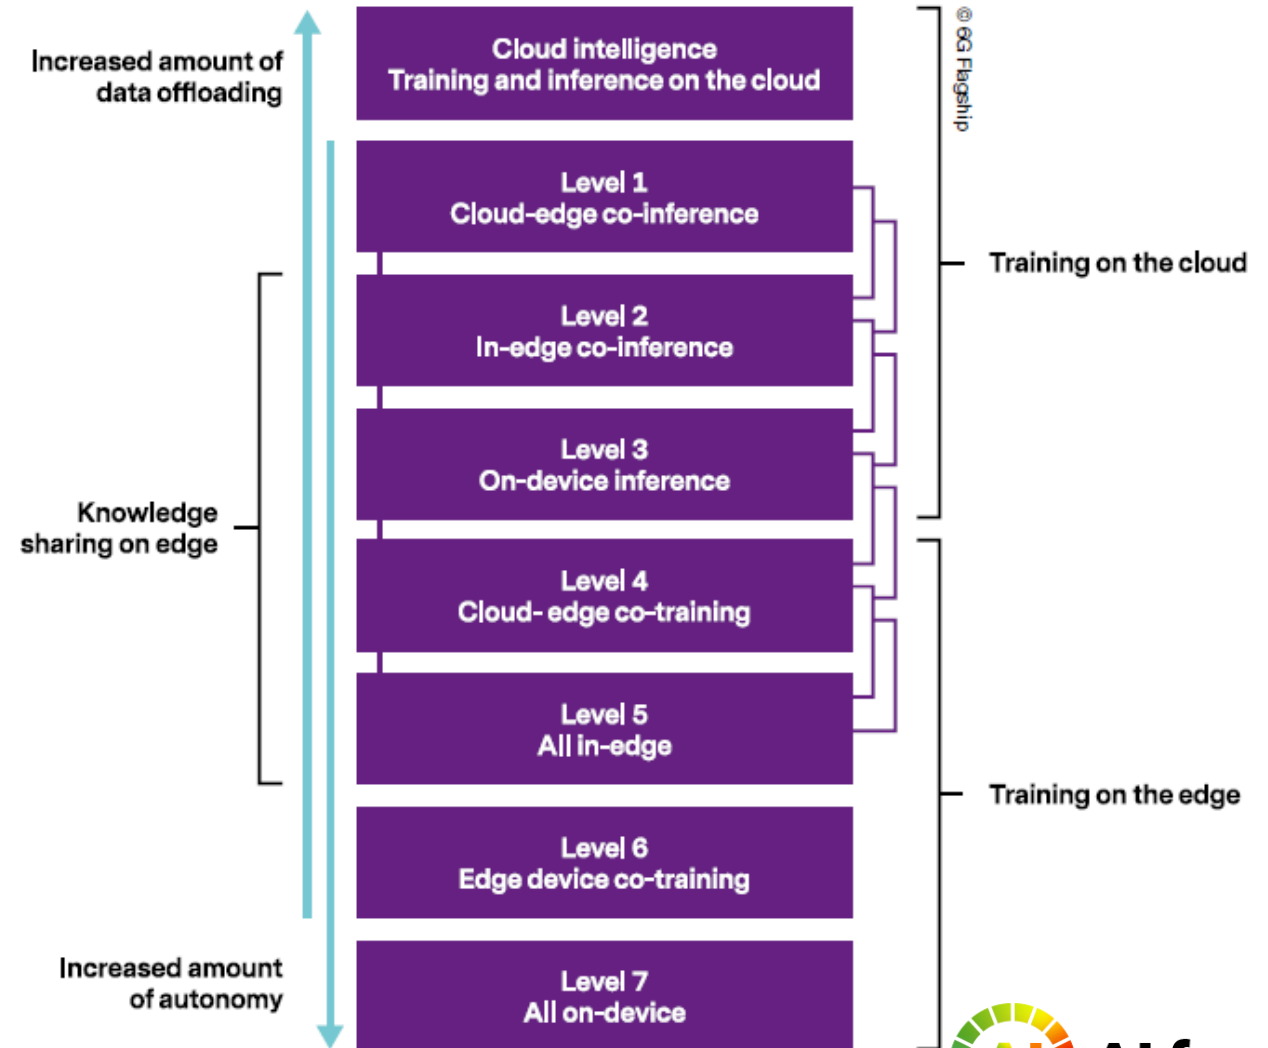 Increased amount of
data offloading
Cloud intelligence
Training and inference on the cloud
© 6G Flagship
Level 1
Cloud-edge co-inference
Training on the cloud
Level 2
In-edge co-inference
Level 3
On-device inference
Knowledge
sharing on edge
Level 4
Cloud- edge co-training
Level 5
All in-edge
Training on the edge
Level 6
Edge device co-training
Increased amount
of autonomy
Level 7
All on-device